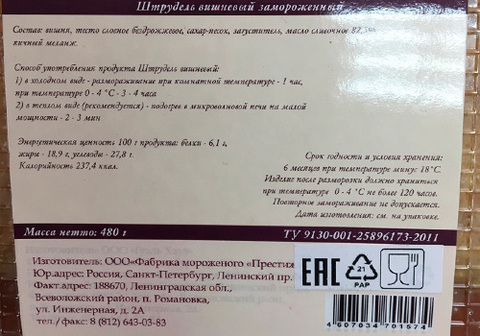 Штрудель вишневый замороженный
Состав: вишня, тесто слоеное бездрожжевое, сахар-песок, загуститель, масло сливочное 82,5%
яичный меланж.
Способ употребления продукта Штрудель вишневый:
1) в холодном виде - размораживание при комнатной температуре - 1 час,
при температуре 0 - 4 °С - 3 - 4 часа
2) в теплом виде (рекомендуется) - подогрев в микроволновой печи на малой
мощности - 2 - 3 мин
Энергетическая ценность 100 г продукта: белки - 6,1 г,
жиры - 18,9 г, углеводы - 27,8 г.
Калорийность 237,4 ккал.
Срок годности и условия хранения:
6 месяцев при температуре минус 18°С.
Изделие после разморозки должно храниться
при температуре 0 -4 °С не более 120 часов.
Повторное замораживание не допускается.
Дата изготовления: см. на упаковке.
Масса нетто: 480 г
ТУ 9130-001-25896173-2011
Изготовитель: ООО«Фабрика мороженого «Престиж
Юр.адрес: Россия, Санкт-Петербург, Ленинский пр.
Факт.адрес: 188670, Ленинградская обл.,
Всеволожский район, п. Романовка,
ул. Инженерная, д. 2А
тел./факс: 8 (812) 643-03-83
ЕАС
21
PAP
4607034701574